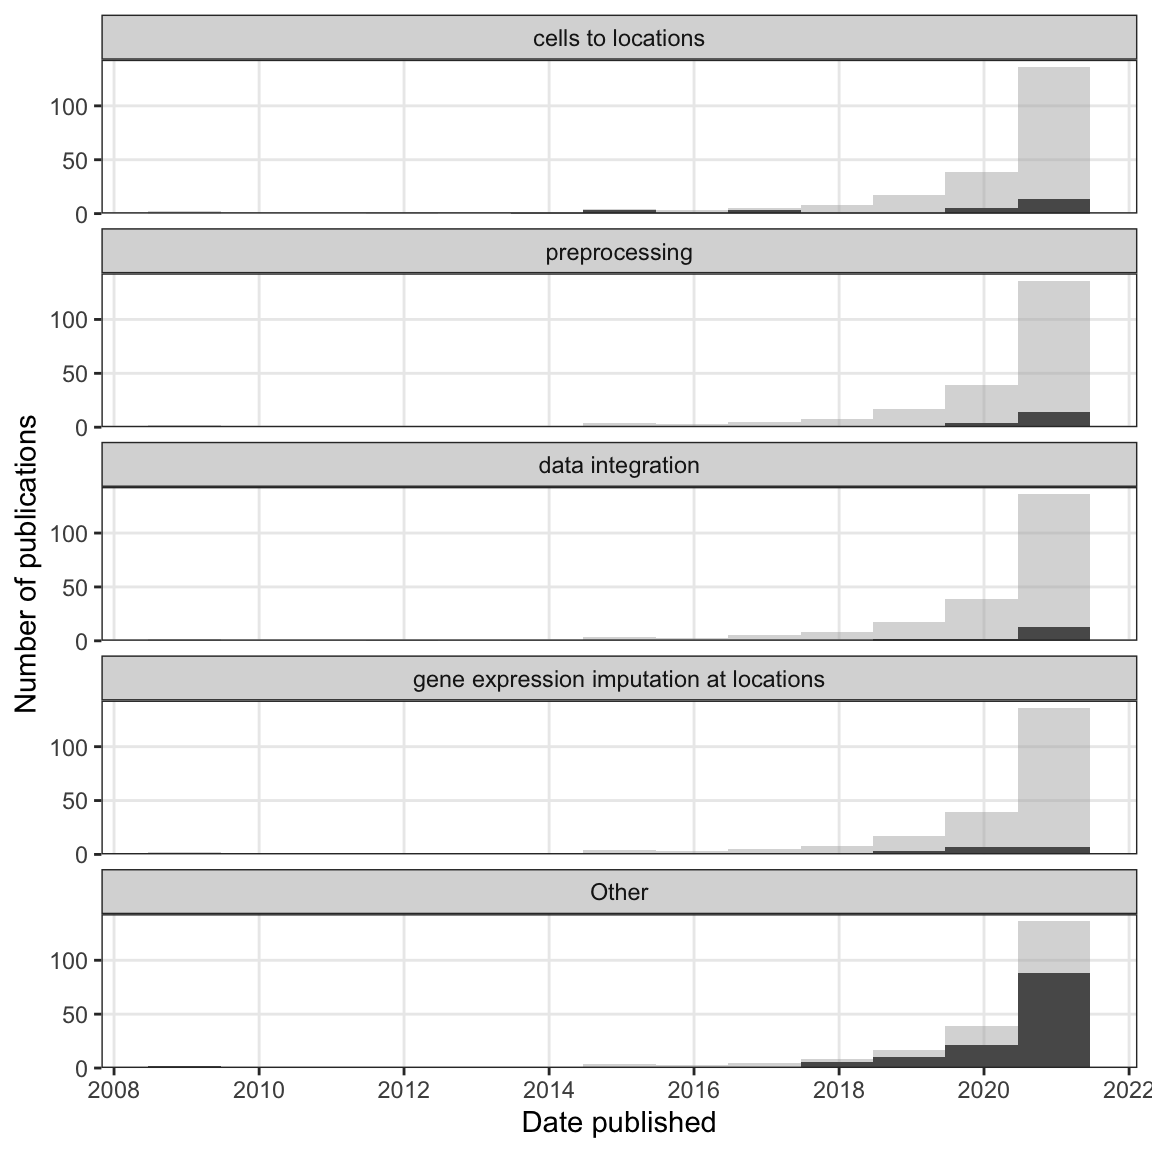 cells to locations
100
50
0
preprocessing
100
50
0
data integration
100
50
0
gene expression imputation at locations
100
50
0
Other
100
50
0
2008 2010 2012 2014 2016 2018 2020 2022
Date published
Number of publications